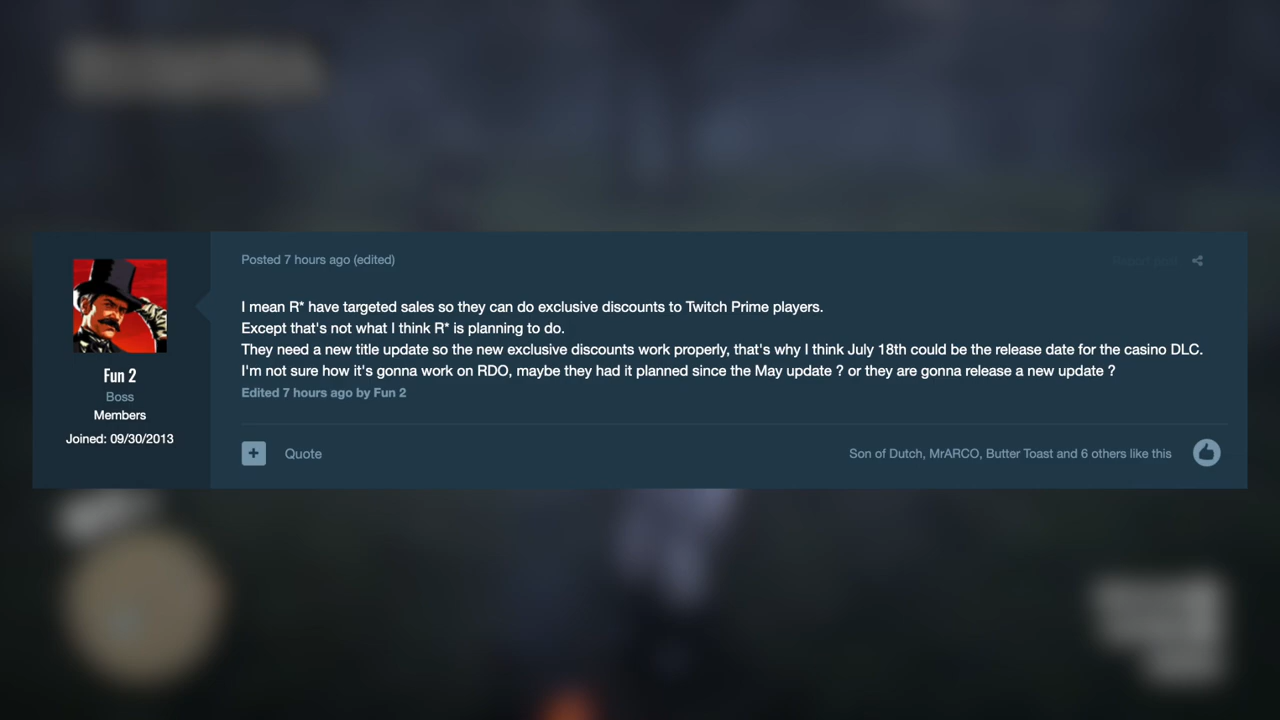 Posted 7 hours ago (edited)
Report post
I mean R* have targeted sales so they can do exclusive discounts to Twitch Prime players.
Except that's not what I think R* is planning to do.
They need a new title update so the new exclusive discounts work properly, that's why I think July 18th could be the release date for the casino DLC.
I'm not sure how it's gonna work on RDO, maybe they had it planned since the May update ? or they are gonna release a new update ?
Edited 7 hours ago by Fun 2
Fun 2
Boss
Members
Joined: 09/30/2013
+ Quote
Son of Dutch, MrARCO, Butter Toast and 6 others like this